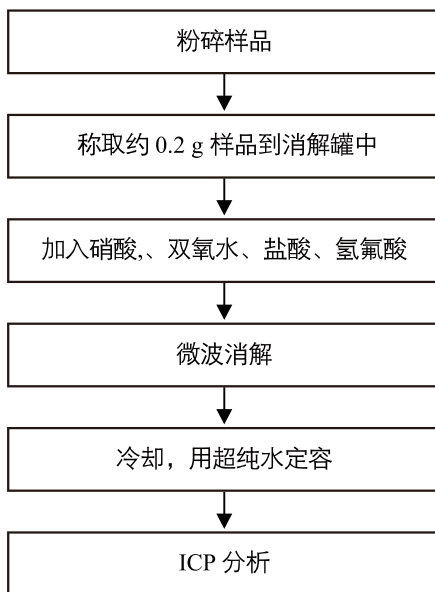 粉碎样品
称取约 0.2 g 样品到消解罐中
加入硝酸,、双氧水、盐酸、氢氟酸
微波消解
冷却，用超纯水定容
ICP 分析